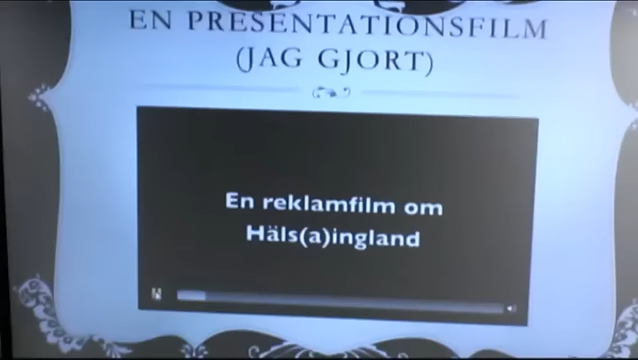 EN PRESENTATIONSFILM
(JAG GJORT)
En reklamfilm om
Häls(a)ingland